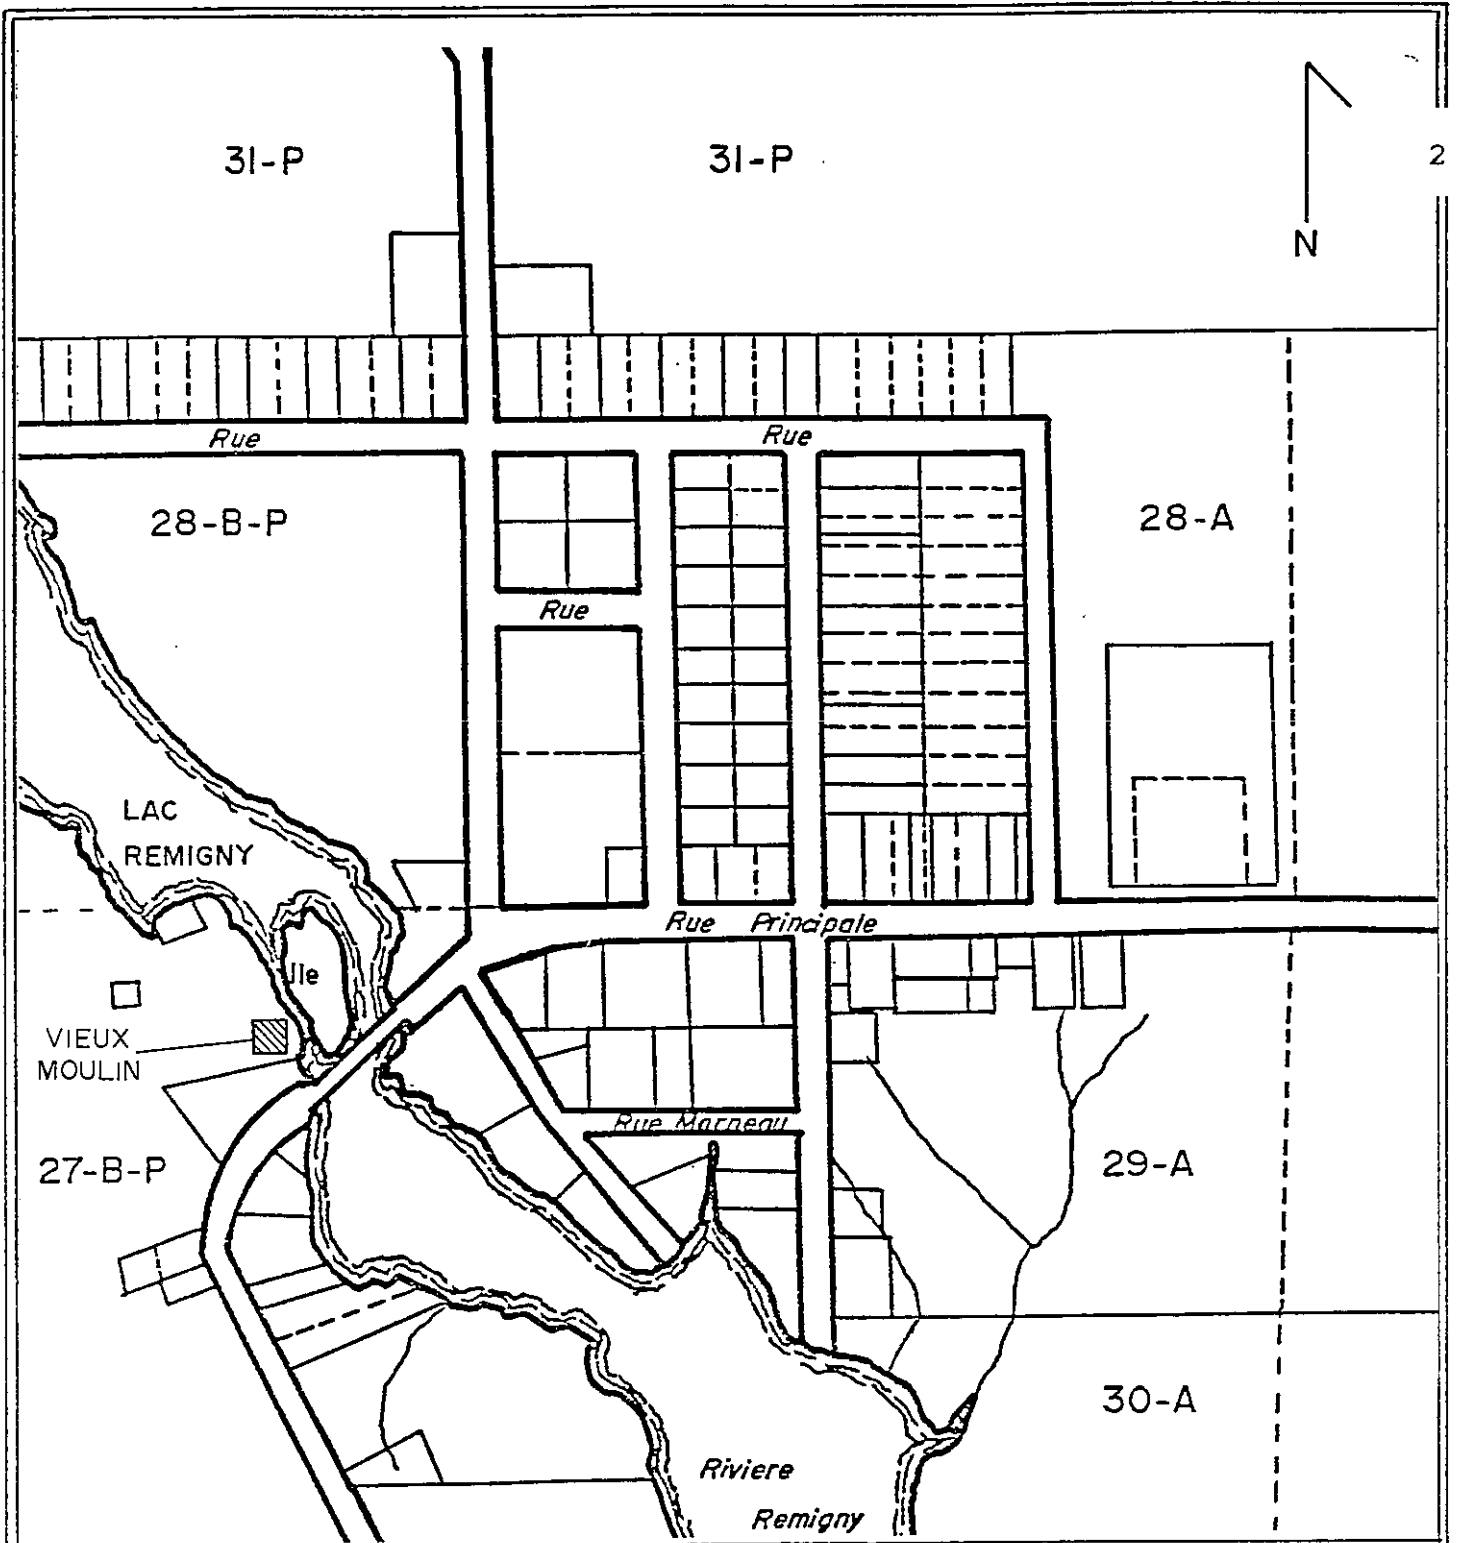 31-P
31-P
2
N
Rue
Rue
28-B-P
28-A
Rue
LAC
REMIGNY
Rue Principale
Ile
VIEUX
MOULIN
Rue Marneau
27-B-P
29-A
30-A
Riviere
Remigny